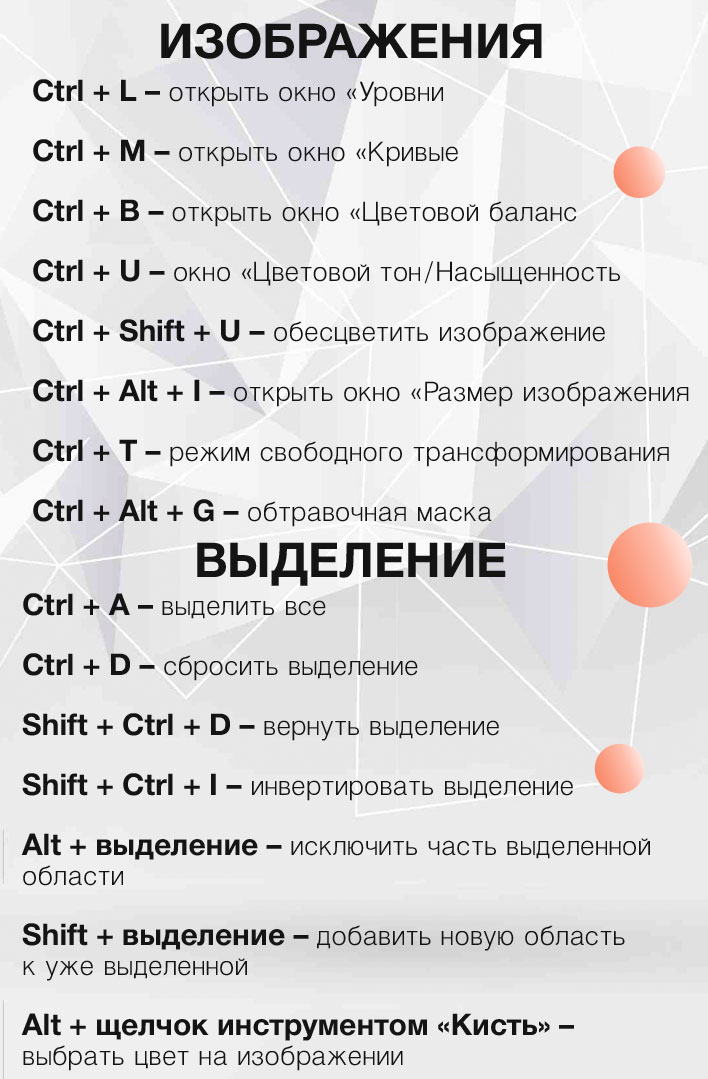 ИЗОБРАЖЕНИЯ
Ctrl + L – открыть окно «Уровни
Ctrl + M – открыть окно «Кривые
Ctrl + B – открыть окно «Цветовой баланс
Ctrl + U – окно «Цветовой тон/Насыщенность
Ctrl + Shift + U – обесцветить изображение
Ctrl + Alt + I – открыть окно «Размер изображения
Ctrl + T – режим свободного трансформирования
Ctrl + Alt + G – обтравочная маска
ВЫДЕЛЕНИЕ
Ctrl + A – выделить все
Ctrl + D – сбросить выделение
Shift + Ctrl + D – вернуть выделение
Shift + Ctrl + I – инвертировать выделение
Alt + выделение – исключить часть выделенной
области
Shift + выделение – добавить новую область
к уже выделенной
Alt + щелчок инструментом «Кисть» –
выбрать цвет на изображении